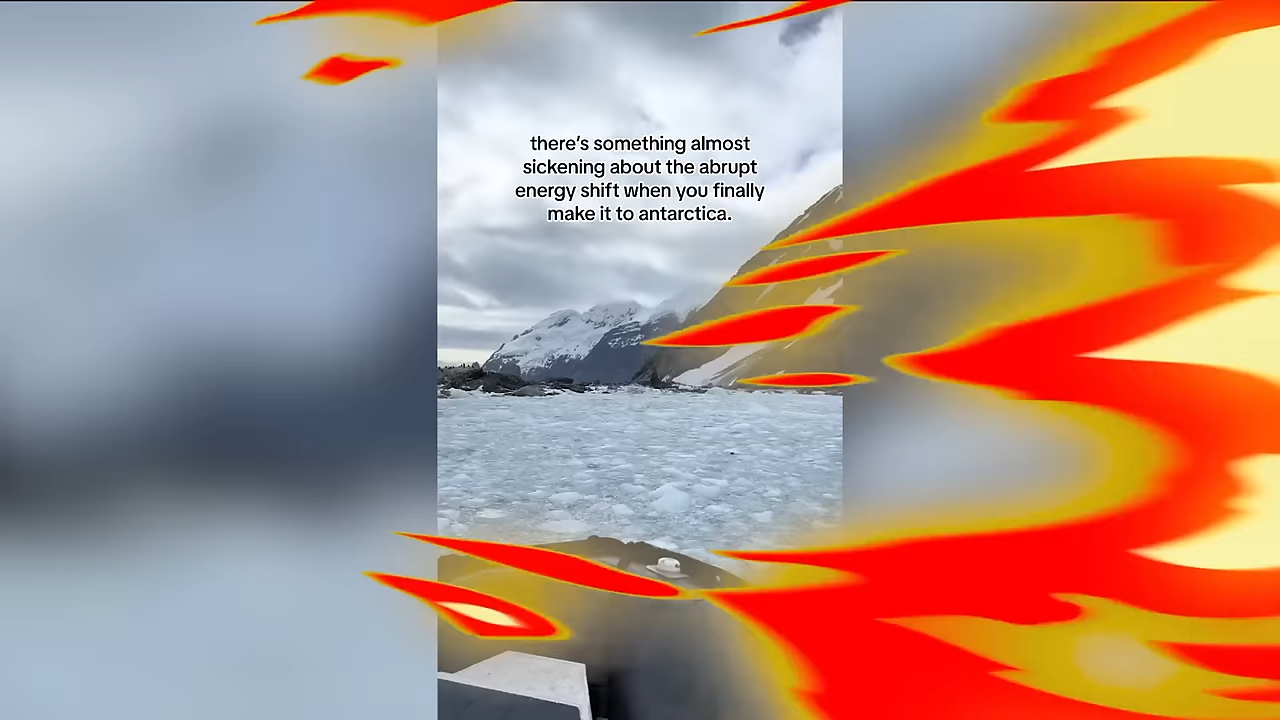 there's something almost
sickening about the abrupt
energy shift when you finally
make it to antarctica.